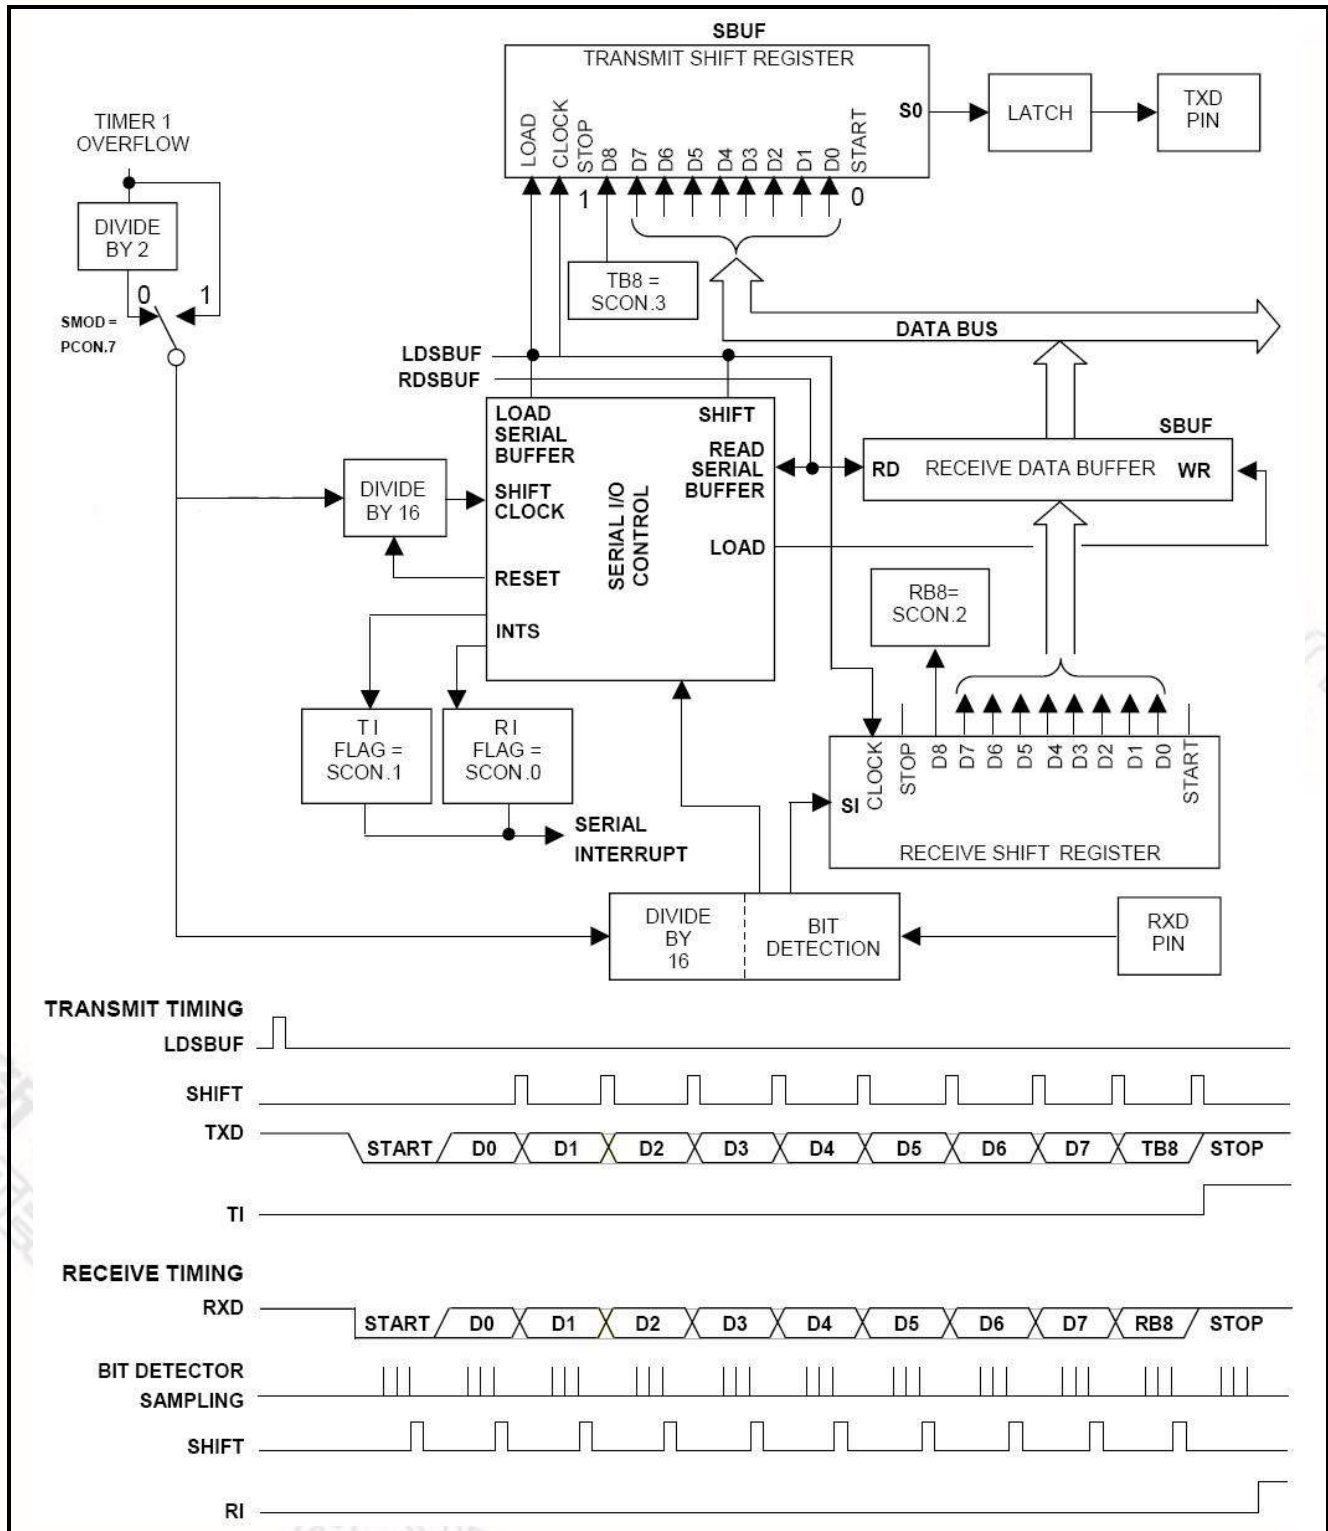 SBUF
TRANSMIT SHIFT REGISTER
LOAD
CLOCK
STOP
D8
D7
D6
D5
D4
D3
D2
D1
D0
START
S0
LATCH
TXD
PIN
TIMER 1
OVERFLOW
DIVIDE
BY 2
0
1
SMOD =
PCON.7
1
0
TB8 =
SCON.3
DATA BUS
LDSBUF
RDSBUF
LOAD
SERIAL
BUFFER
SHIFT
READ
SERIAL
BUFFER
SHIFT
CLOCK
SERIAL I/O
CONTROL
LOAD
RESET
INTS
DIVIDE
BY 16
SBUF
RD
RECEIVE DATA BUFFER
WR
RB8=
SCON.2
TI
FLAG =
SCON.1
RI
FLAG =
SCON.0
SERIAL
INTERRUPT
CLOCK
STOP
D8
D7
D6
D5
D4
D3
D2
D1
D0
START
SI
RECEIVE SHIFT REGISTER
DIVIDE
BY
16
BIT
DETECTION
RXD
PIN
TRANSMIT TIMING
LDSBUF
SHIFT
TXD START D0 D1 D2 D3 D4 D5 D6 D7 TB8 STOP
TI
RECEIVE TIMING
RXD START D0 D1 D2 D3 D4 D5 D6 D7 RB8 STOP
BIT DETECTOR
SAMPLING
SHIFT
RI